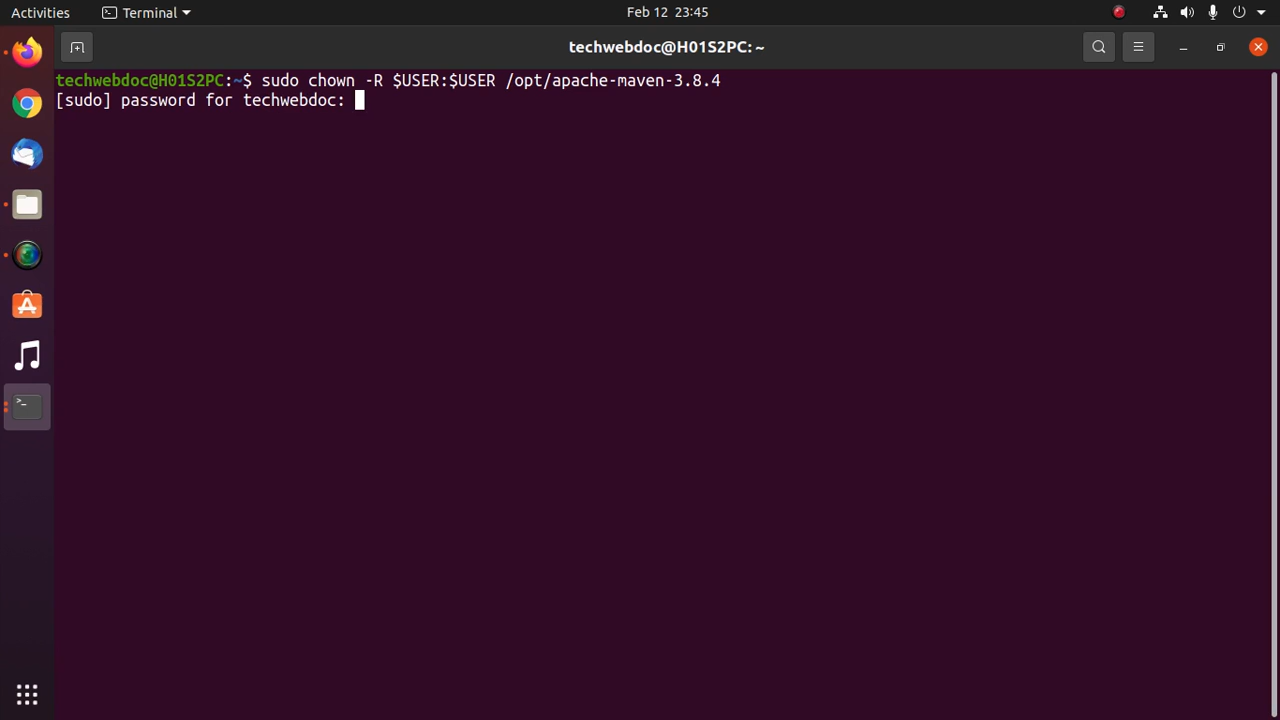 Activities
Terminal
Feb 12 23:45
techwebdoc@H01S2PC: ~
techwebdoc@H01S2PC:~$ sudo chown -R $USER:$USER /opt/apache-maven-3.8.4
[sudo] password for techwebdoc: